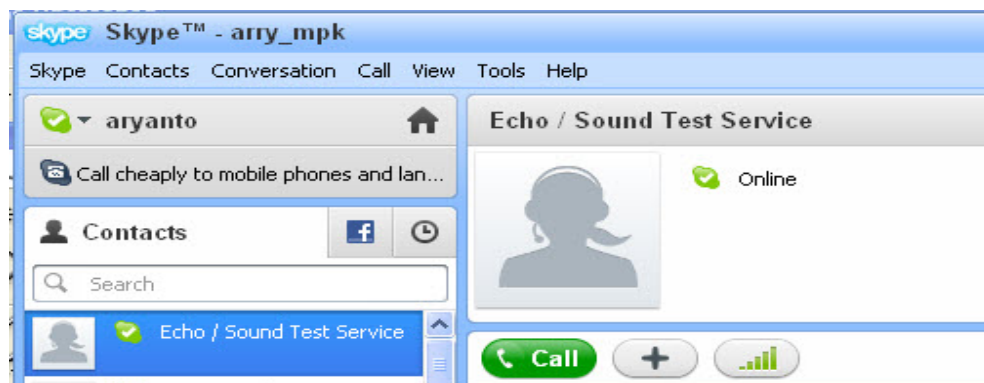 skype Skype™ - arry_mpk
Skype Contacts Conversation Call View Tools Help
aryanto
Call cheaply to mobile phones and lan...
Contacts
Search
Echo / Sound Test Service
Echo / Sound Test Service
Online
Call